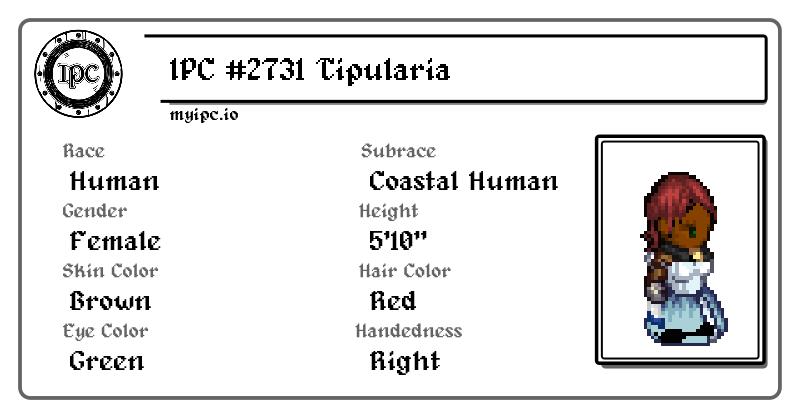 IPC
IPC #2731 Tipularia
myipc.io
Race
Human
Subrace
Coastal Human
Gender
Female
Height
5'10"
Skin Color
Brown
Hair Color
Red
Eye Color
Green
Handedness
Right